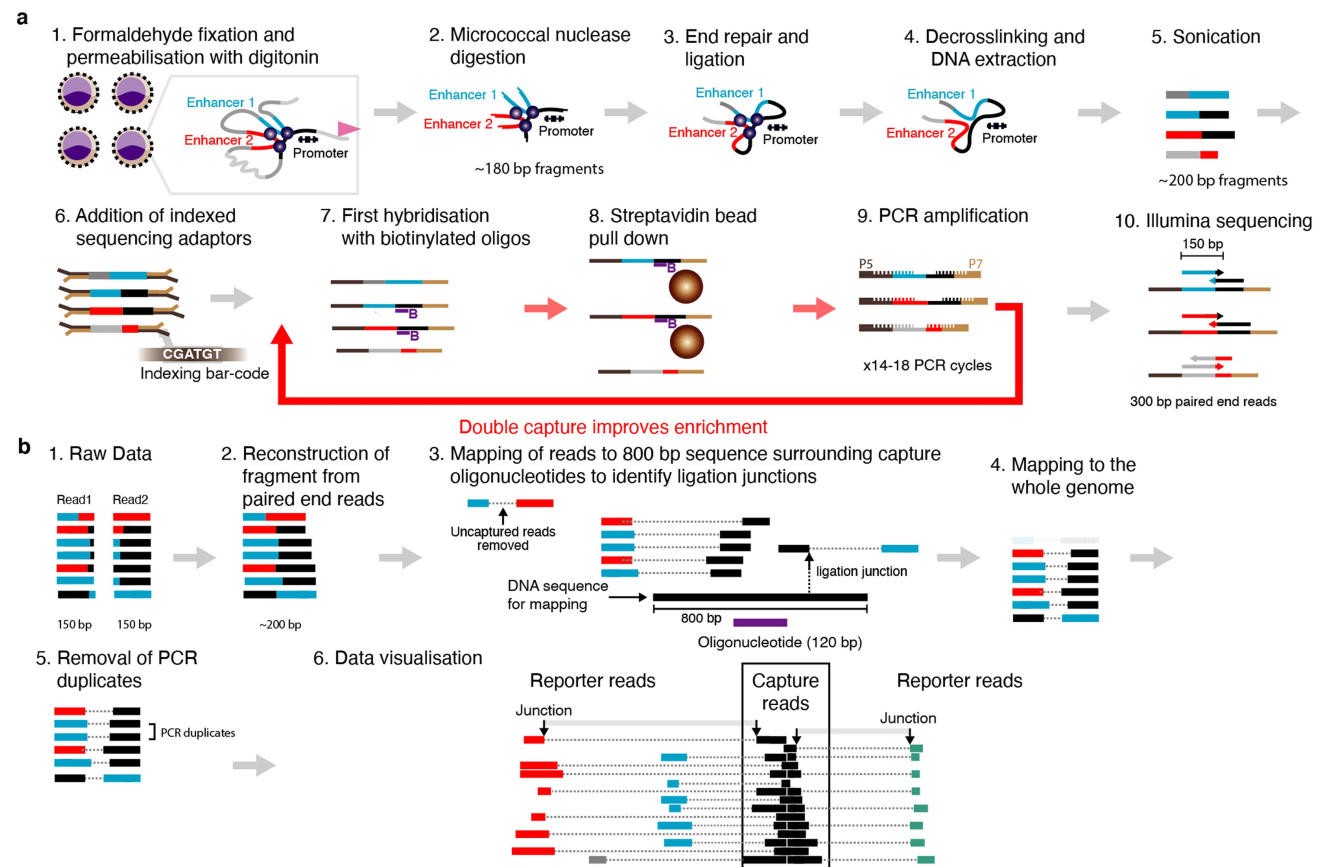 a
1. Formaldehyde fixation and
permeabilisation with digitonin
Enhancer 1
Enhancer 2
Promoter
2. Micrococcal nuclease
digestion
Enhancer 1
Enhancer 2
Promoter
~180 bp fragments
3. End repair and
ligation
Enhancer 1
Enhancer 2
Promoter
4. Decrosslinking and
DNA extraction
Enhancer 1
Enhancer 2
Promoter
5. Sonication
~200 bp fragments
6. Addition of indexed
sequencing adaptors
CGATGT
Indexing bar-code
7. First hybridisation
with biotinylated oligos
B
B
8. Streptavidin bead
pull down
B
B
9. PCR amplification
P5
P7
x14-18 PCR cycles
10. Illumina sequencing
150 bp
300 bp paired end reads
Double capture improves enrichment
b
1. Raw Data
Read1
Read2
150 bp
150 bp
2. Reconstruction of
fragment from
paired end reads
~200 bp
3. Mapping of reads to 800 bp sequence surrounding capture
oligonucleotides to identify ligation junctions
Uncaptured reads
removed
ligation junction
DNA sequence
for mapping
800 bp
Oligonucleotide (120 bp)
4. Mapping to the
whole genome
5. Removal of PCR
duplicates
PCR duplicates
6. Data visualisation
Reporter reads
Capture
reads
Reporter reads
Junction
Junction